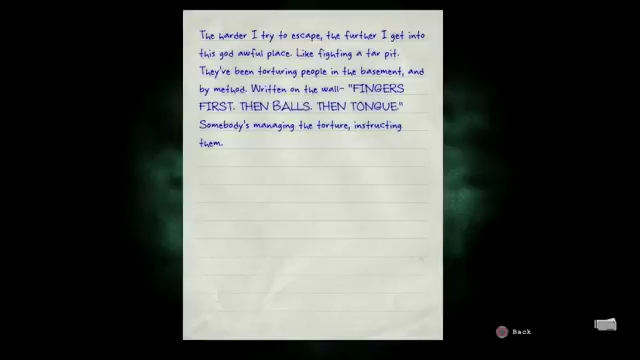 The harder I try to escape, the further I get into
this god awful place. Like fighting a tar pit.
They've been torturing people in the basement, and
by method. Written on the wall- "FINGERS
FIRST. THEN BALLS. THEN TONGUE."
Somebody's managing the torture, instructing
them.
Back